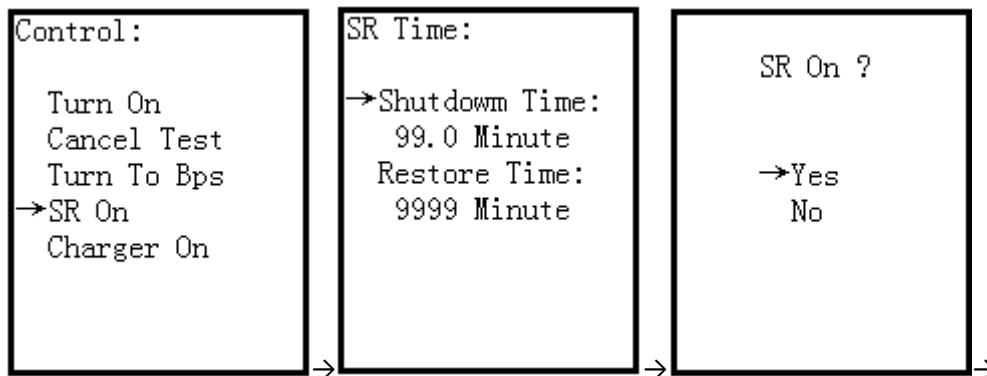 Control:
Turn On
Cancel Test
Turn To Bps
→SR On
Charger On
→
SR Time:
→Shutdowm Time:
99.0 Minute
Restore Time:
9999 Minute
→
SR On ?
→Yes
No
→